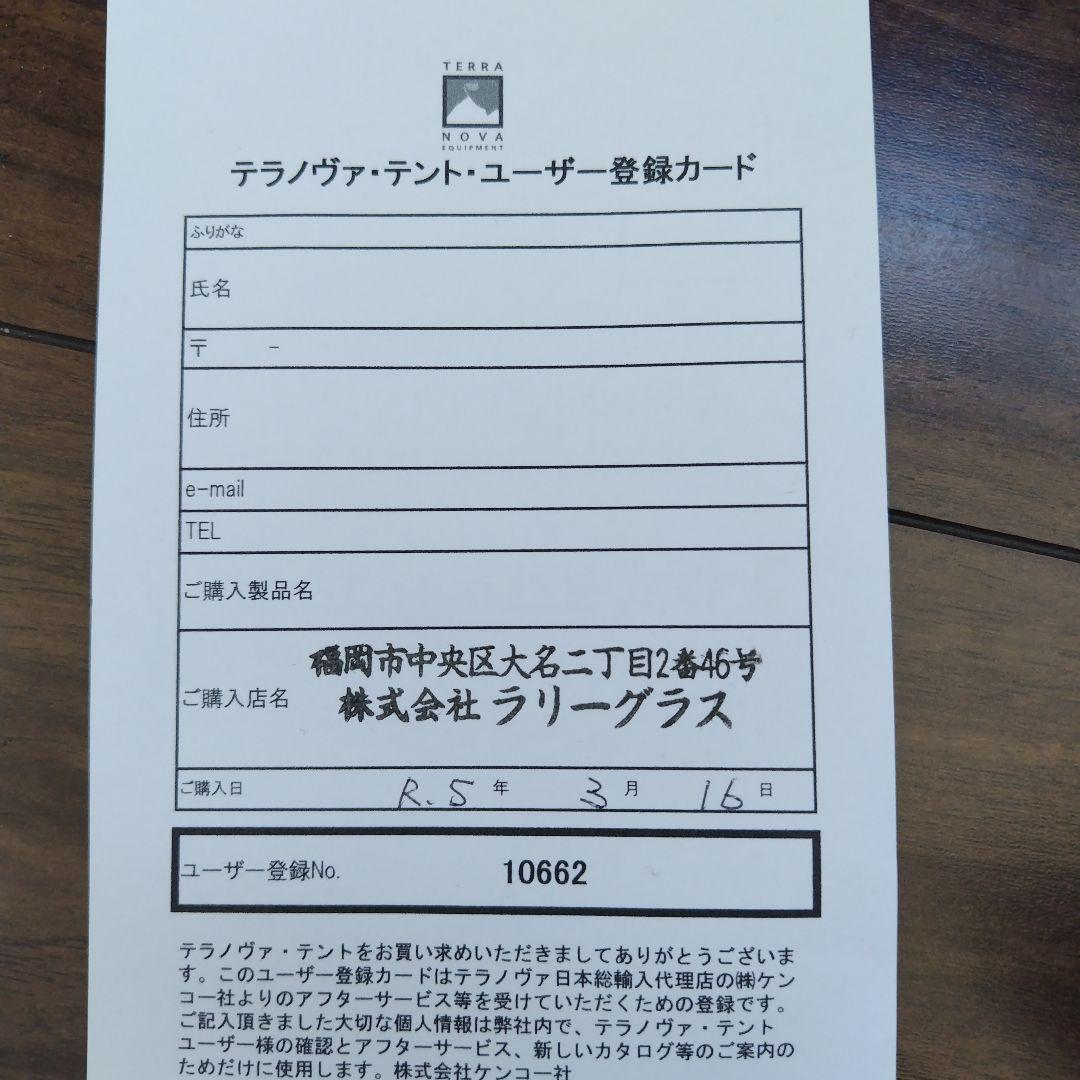 TERRA
NOVA
EQUIPMENT
テラノヴァ・テント・ユーザー登録カード
ふりがな
氏名
〒 -
住所
e-mail
TEL
ご購入製品名
福岡市中央区大名二丁目2番46号
ご購入店名 株式会社 ラリーグラス
ご購入日 R.5 年 3 月 16 日
ユーザー登録No. 10662
テラノヴァ・テントをお買い求めいただきましてありがとうございま
す。このユーザー登録カードはテラノヴァ日本総輸入代理店の㈱ケン
コー社よりのアフターサービス等を受けていただくための登録です。
ご記入頂きました大切な個人情報は弊社内で、テラノヴァ・テント
ユーザー様の確認とアフターサービス、新しいカタログ等のご案内の
ためだけに使用します。株式会社ケンコー社